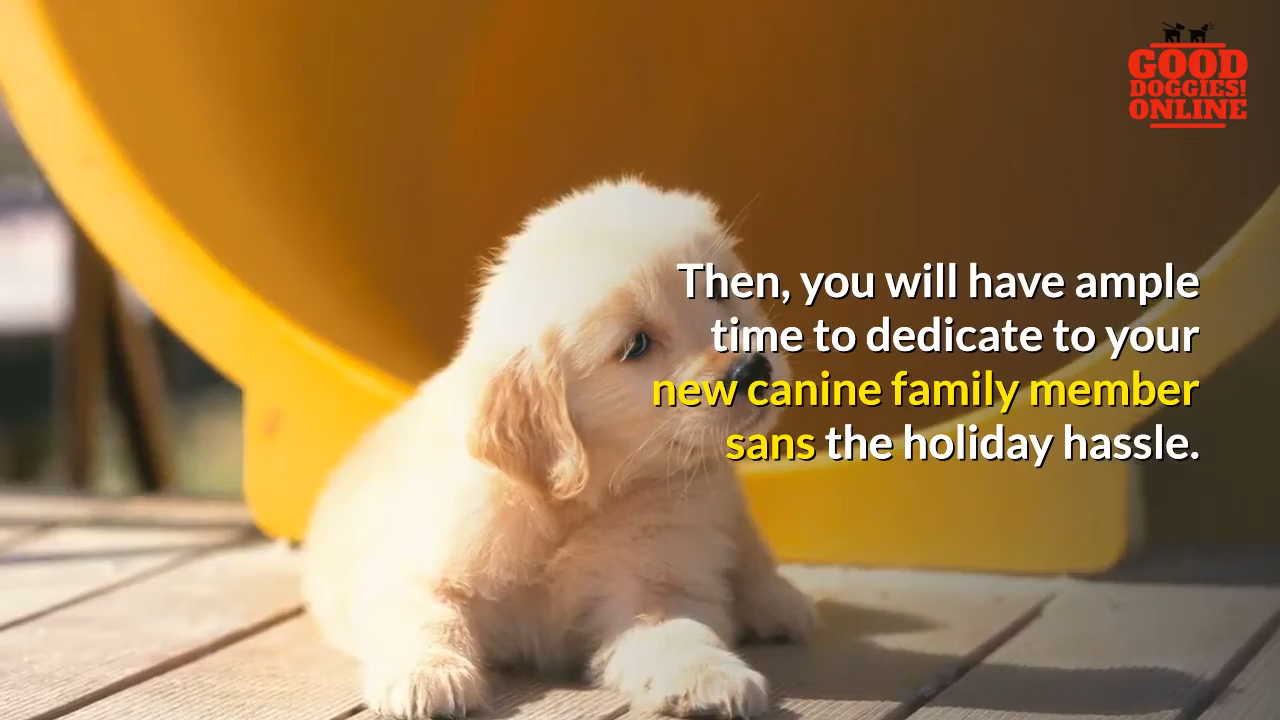 GOOD
DOGGIES!
ONLINE
Then, you will have ample
time to dedicate to your
new canine family member
sans the holiday hassle.